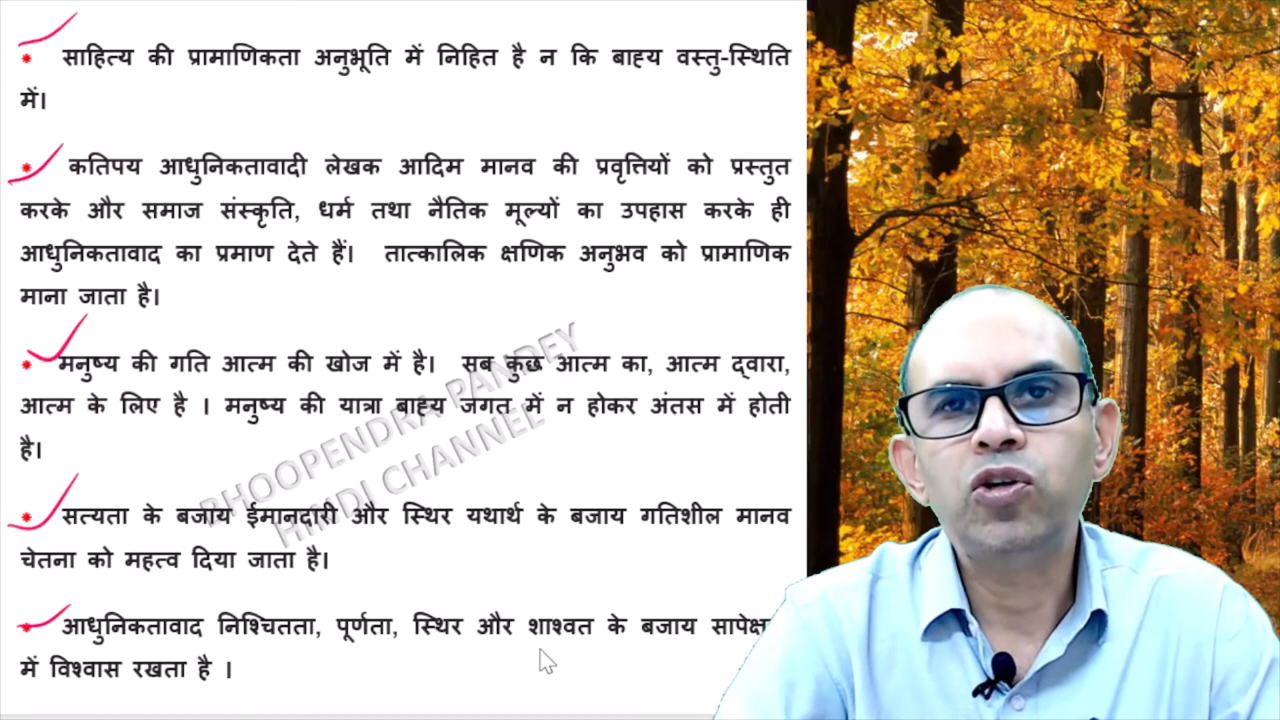 साहित्य की प्रामाणिकता अनुभूति में निहित है न कि बाह्य वस्तु-स्थिति
में।
कतिपय आधुनिकतावादी लेखक आदिम मानव की प्रवृत्तियों को प्रस्तुत
करके और समाज संस्कृति, धर्म तथा नैतिक मूल्यों का उपहास करके ही
आधुनिकतावाद का प्रमाण देते हैं। तात्कालिक क्षणिक अनुभव को प्रामाणिक
माना जाता है।
मनुष्य की गति आत्म की खोज में है। सब कुछ आत्म का, आत्म द्वारा,
आत्म के लिए है । मनुष्य की यात्रा बाह्य जगत में न होकर अंतस में होती
है।
सत्यता के बजाय ईमानदारी और स्थिर यथार्थ के बजाय गतिशील मानव
चेतना को महत्व दिया जाता है।
आधुनिकतावाद निश्चितता, पूर्णता, स्थिर और शाश्वत के बजाय
में विश्वास रखता है ।
BHOOPENDRA PANDEY
HINDI CHANNEL